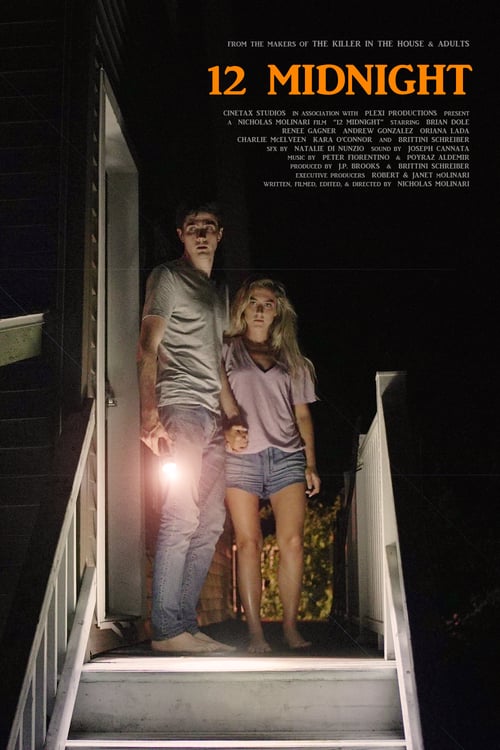 FROM THE MAKERS OF THE KILLER IN THE HOUSE & ADULTS
12 MIDNIGHT
CINETAX STUDIOS IN ASSOCIATION WITH PLEXI PRODUCTIONS PRESENT
A NICHOLAS MOLINARI FILM "12 MIDNIGHT" STARRING BRIAN DOLE
RENEE GAGNER ANDREW GONZALEZ ORIANA LADA
CHARLIE McELVEEN KARA O'CONNOR AND BRITTINI SCHREIBER
SFX BY NATALIE DI NUNZIO SOUND BY JOSEPH CANNATA
MUSIC BY PETER FIORENTINO & POYRAZ ALDEMIR
PRODUCED BY J.P. BROOKS & BRITTINI SCHREIBER
EXECUTIVE PRODUCERS ROBERT & JANET MOLINARI
WRITTEN, FILMED, EDITED, & DIRECTED BY NICHOLAS MOLINARI